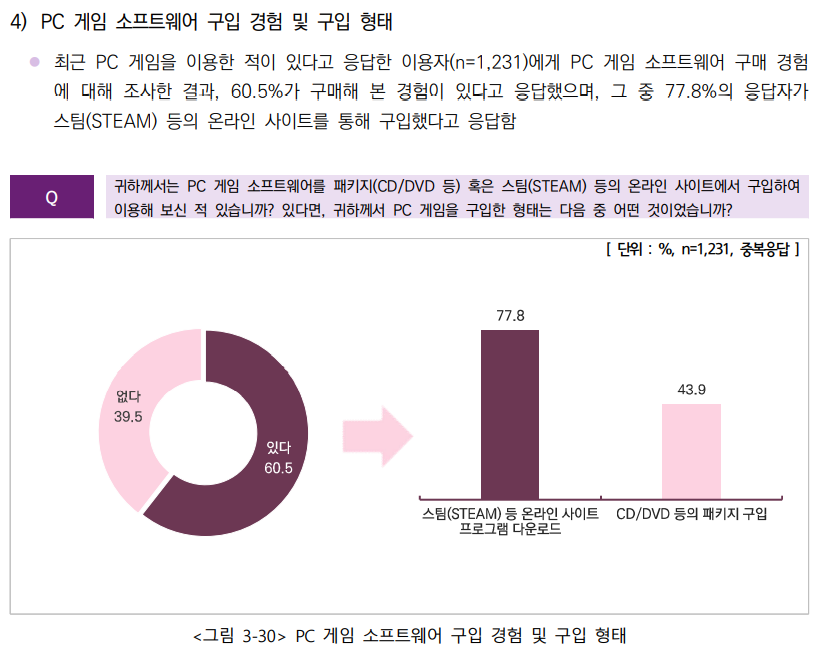 4) PC 게임 소프트웨어 구입 경험 및 구입 형태
최근 PC 게임을 이용한 적이 있다고 응답한 이용자(n=1,231)에게 PC 게임 소프트웨어 구매 경험
에 대해 조사한 결과, 60.5%가 구매해 본 경험이 있다고 응답했으며, 그 중 77.8%의 응답자가
스팀(STEAM) 등의 온라인 사이트를 통해 구입했다고 응답함
Q
귀하께서는 PC 게임 소프트웨어를 패키지(CD/DVD 등) 혹은 스팀(STEAM) 등의 온라인 사이트에서 구입하여
이용해 보신 적 있습니까? 있다면, 귀하께서 PC 게임을 구입한 형태는 다음 중 어떤 것이었습니까?
[ 단위 : %, n=1,231, 중복응답 ]
없다
39.5
있다
60.5
77.8
43.9
스팀(STEAM) 등 온라인 사이트
프로그램 다운로드
CD/DVD 등의 패키지 구입
<그림 3-30> PC 게임 소프트웨어 구입 경험 및 구입 형태